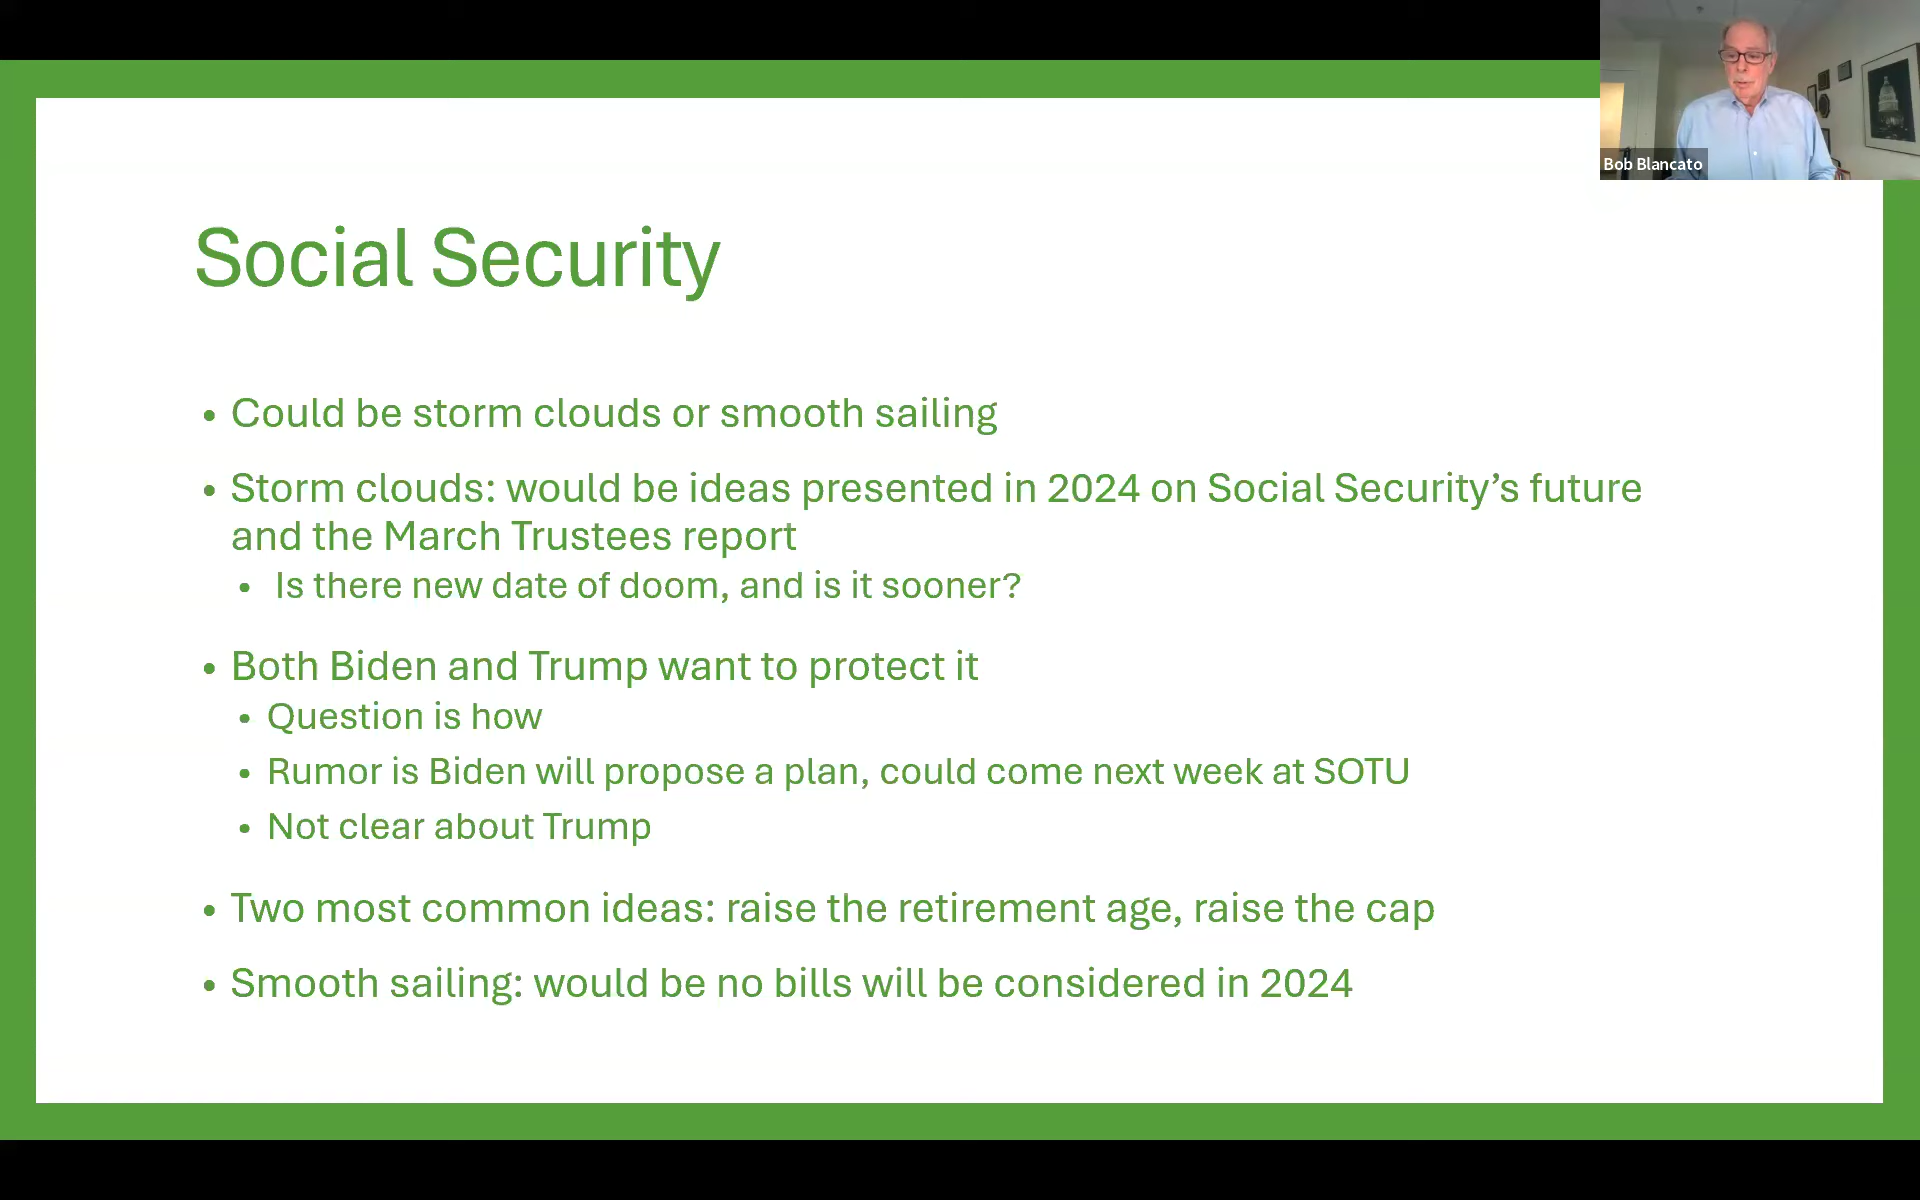 Bob Blancato
Social Security
• Could be storm clouds or smooth sailing
• Storm clouds: would be ideas presented in 2024 on Social Security’s future
and the March Trustees report
• Is there new date of doom, and is it sooner?
• Both Biden and Trump want to protect it
• Question is how
• Rumor is Biden will propose a plan, could come next week at SOTU
• Not clear about Trump
• Two most common ideas: raise the retirement age, raise the cap
• Smooth sailing: would be no bills will be considered in 2024